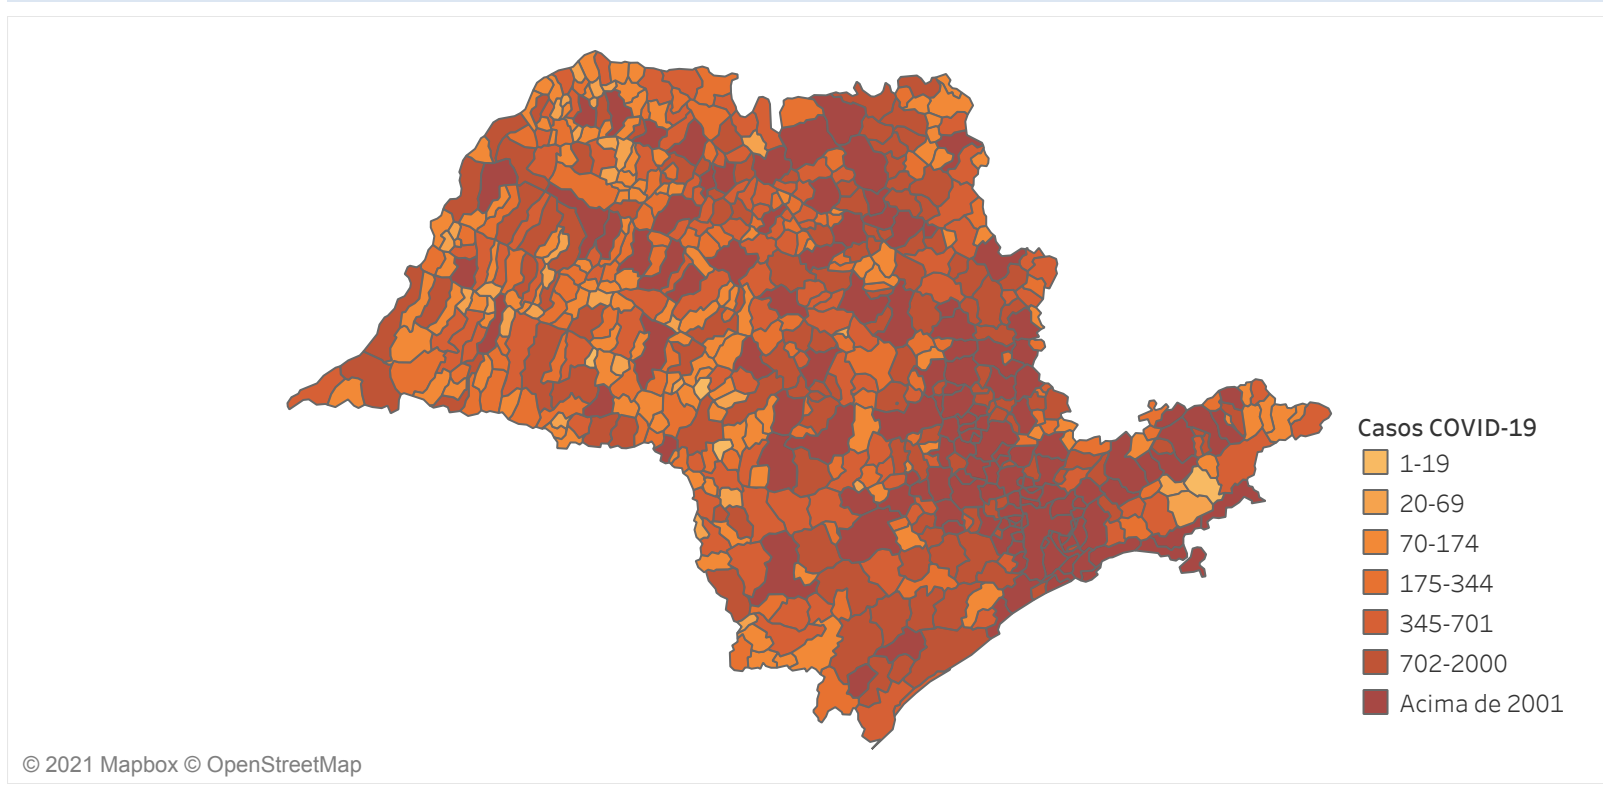 Casos COVID-19
1-19
20-69
70-174
175-344
345-701
702-2000
Acima de 2001
© 2021 Mapbox © OpenStreetMap